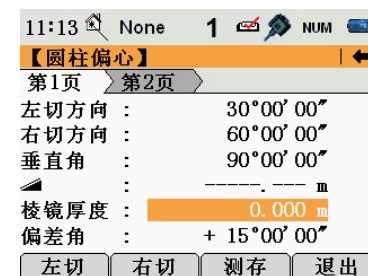 11:13 None 1 NUM
【圆柱偏心】
第1页 第2页
左切方向 : 30°00′00″
右切方向 : 60°00′00″
垂直角 : 90°00′00″
: -----.--- m
棱镜厚度 : 0.000 m
偏差角 : + 15°00′00″
左切 右切 测存 退出